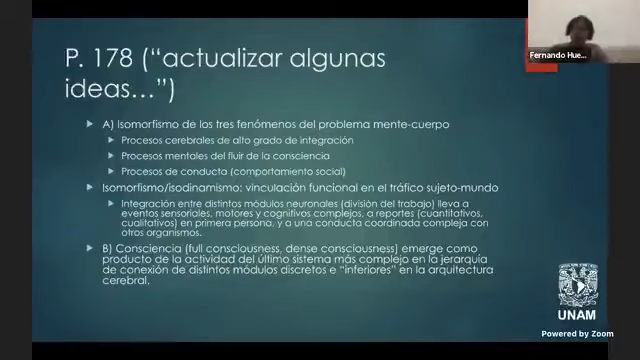 P. 178 (“actualizar algunas
ideas…”)
A) Isomorfismo de los tres fenómenos del problema mente-cuerpo
Procesos cerebrales de alto grado de integración
Procesos mentales del fluir de la consciencia
Procesos de conducta (comportamiento social)
Isomorfismo/isodinamismo: vinculación funcional en el tráfico sujeto-mundo
Integración entre distintos módulos neuronales (división del trabajo) lleva a
eventos sensoriales, motores y cognitivos complejos, a reportes (cuantitativos,
cualitativos) en primera persona, y a una conducta coordinada compleja con
otros organismos.
B) Consciencia (full consciousness, dense consciousness) emerge como
producto de la actividad del último sistema más complejo en la jerarquía
de conexión de distintos módulos discretos e “inferiores” en la arquitectura
cerebral.
Fernando Hue...
UNAM
Powered by Zoom